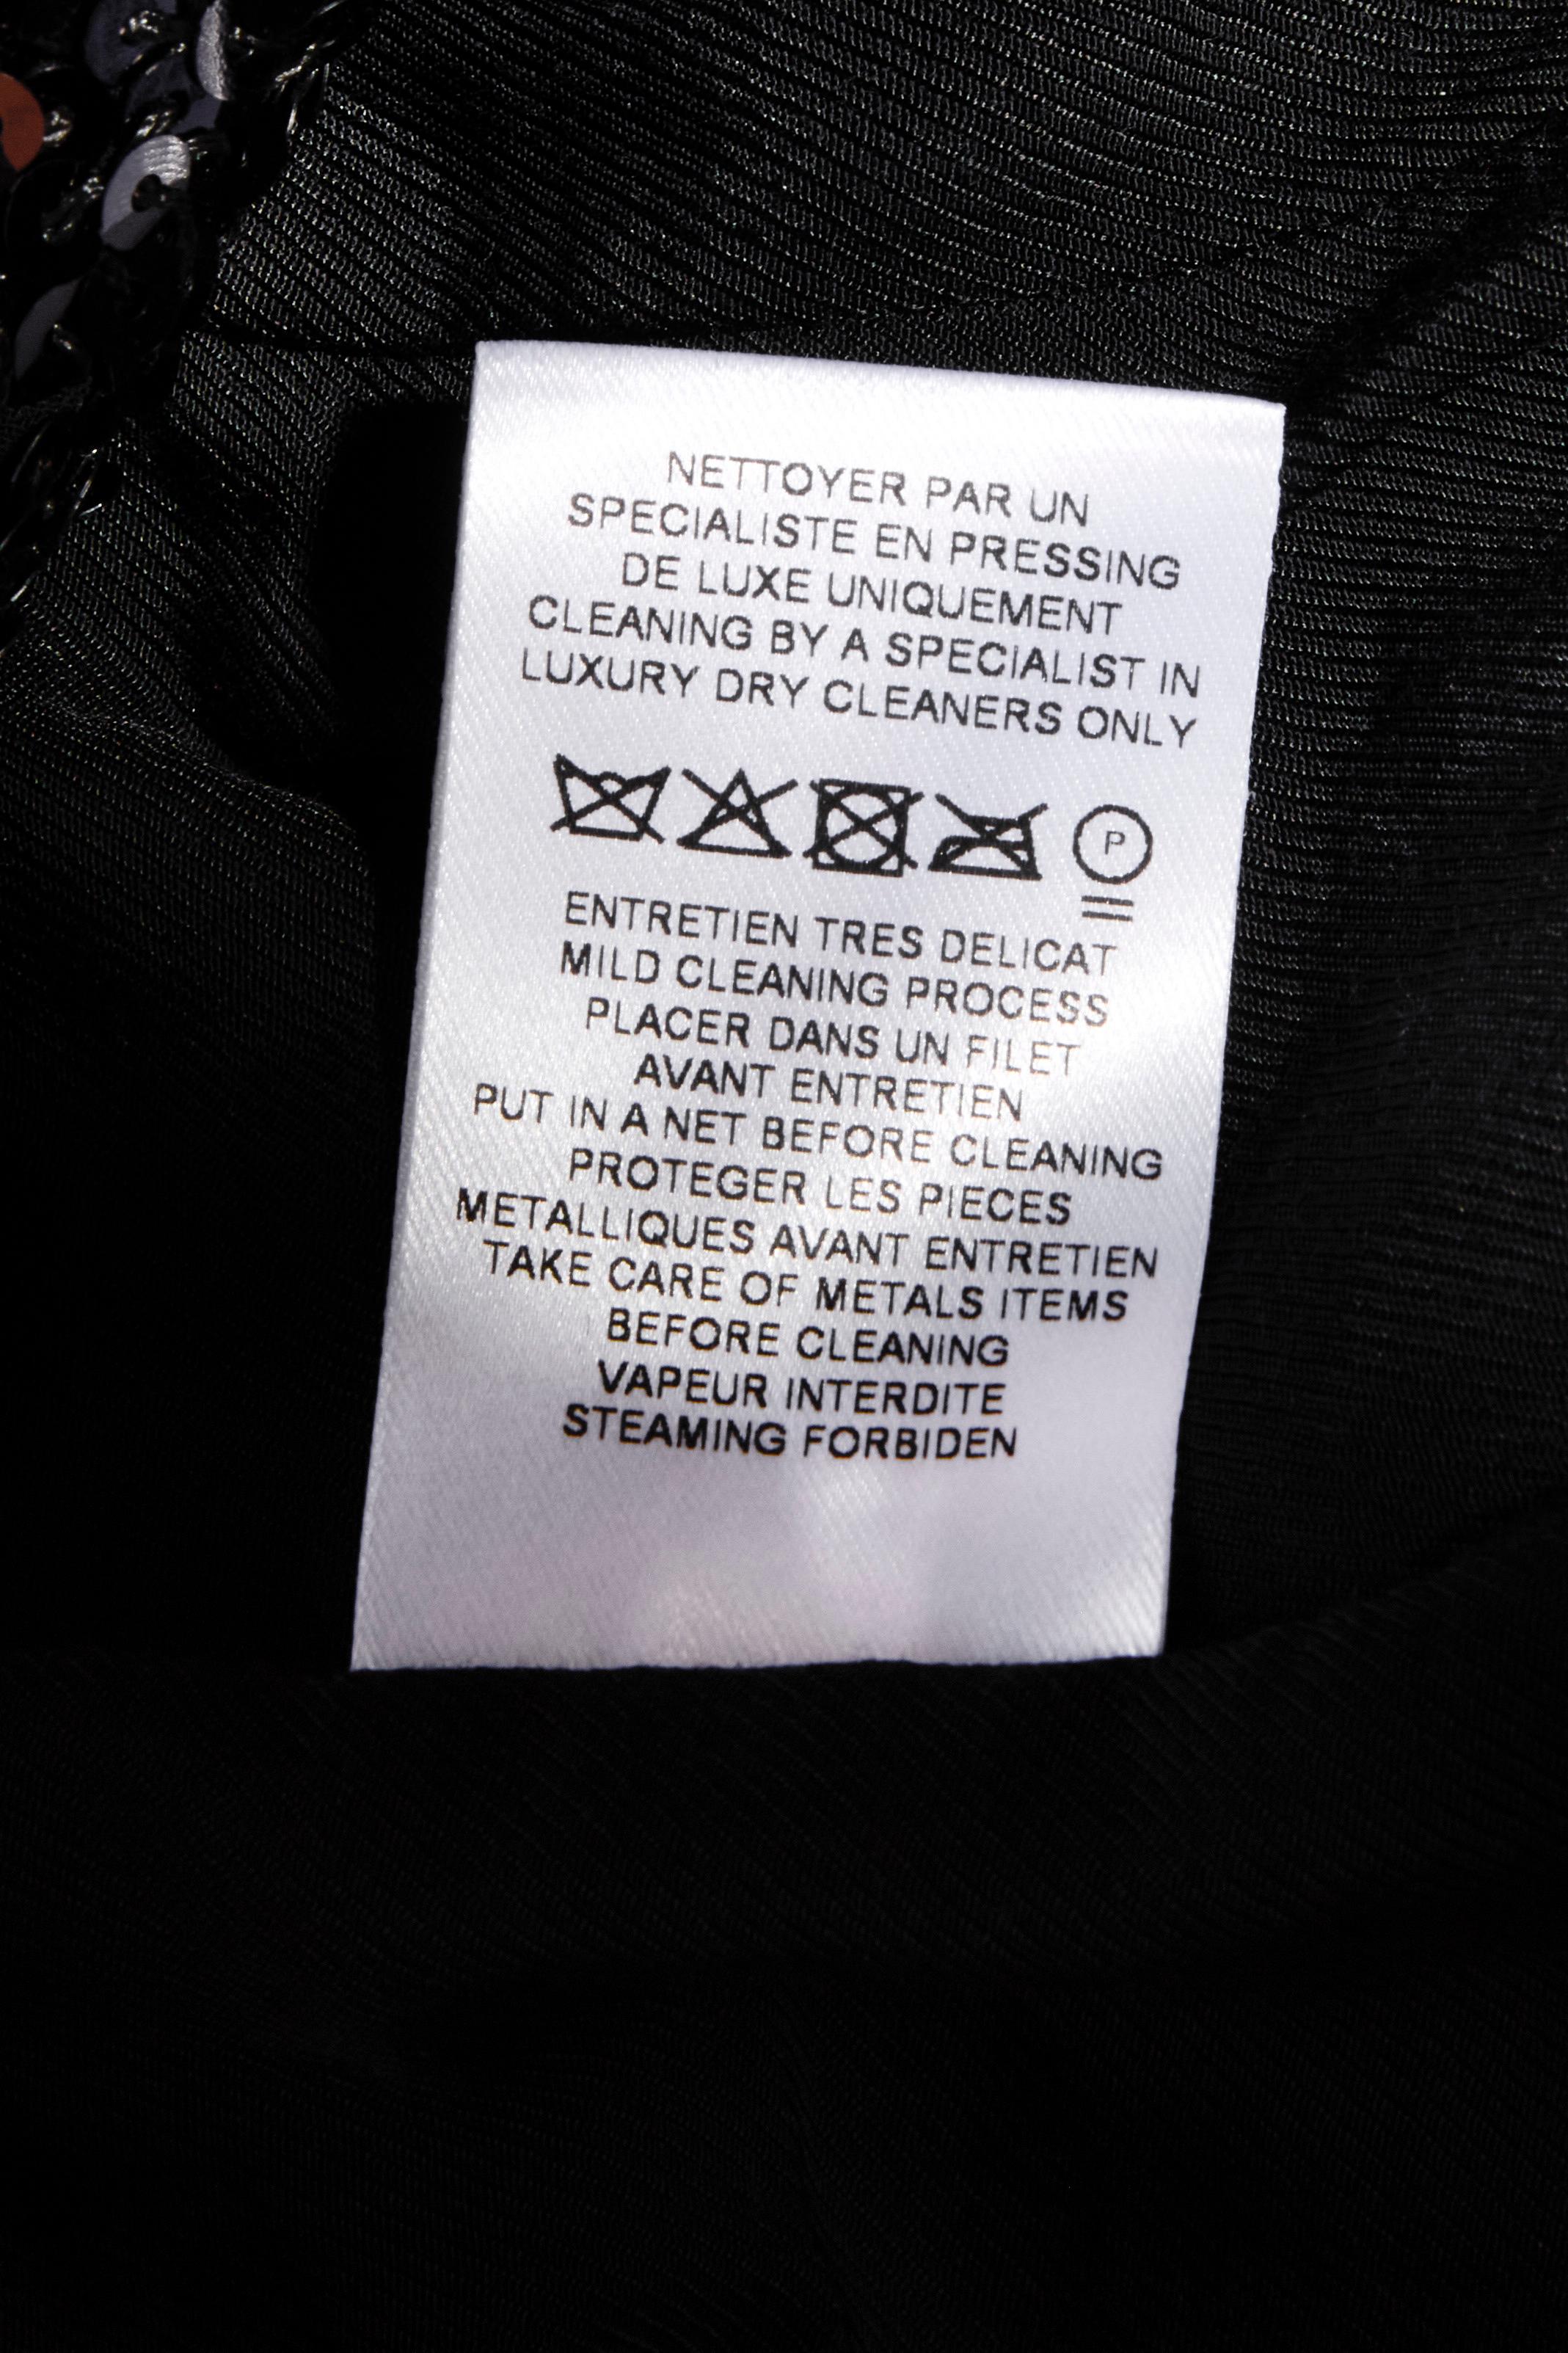 NETTOYER PAR UN
SPECIALISTE EN PRESSING
DE LUXE UNIQUEMENT
CLEANING BY A SPECIALIST IN
LUXURY DRY CLEANERS ONLY
P
ENTRETIEN TRES DELICAT
MILD CLEANING PROCESS
PLACER DANS UN FILET
AVANT ENTRETIEN
PUT IN A NET BEFORE CLEANING
PROTEGER LES PIECES
METALLIQUES AVANT ENTRETIEN
TAKE CARE OF METALS ITEMS
BEFORE CLEANING
VAPEUR INTERDITE
STEAMING FORBIDEN